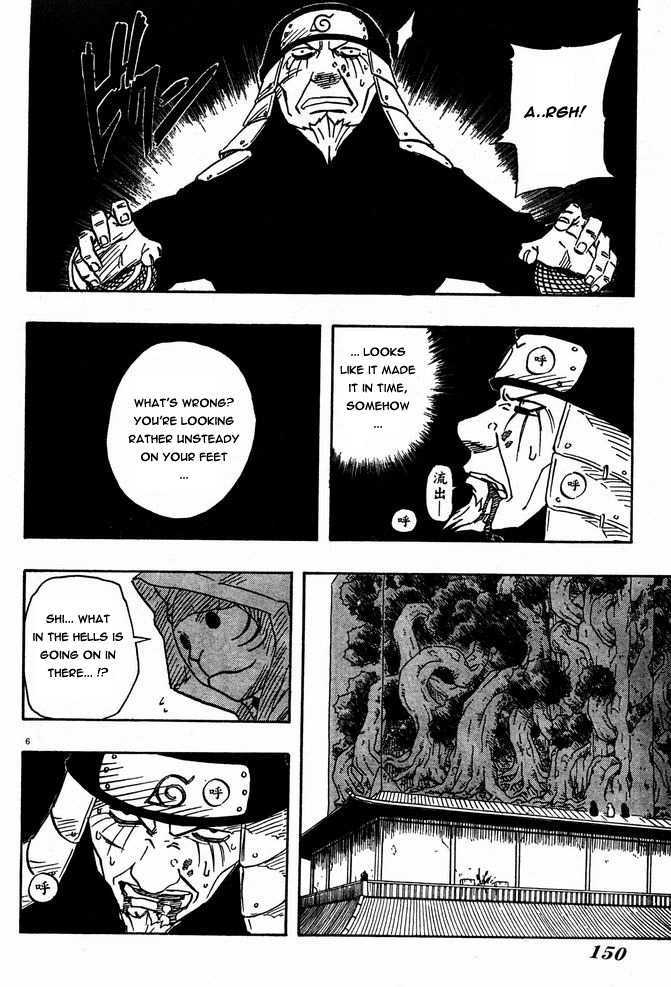 A..RGH!
... LOOKS
LIKE IT MADE
IT IN TIME,
SOMEHOW
...
呼
呼
流出—
呼
WHAT'S WRONG?
YOU'RE LOOKING
RATHER UNSTEADY
ON YOUR FEET
...
SHI... WHAT
IN THE HELLS IS
GOING ON IN
THERE... !?
6
呼
呼
150